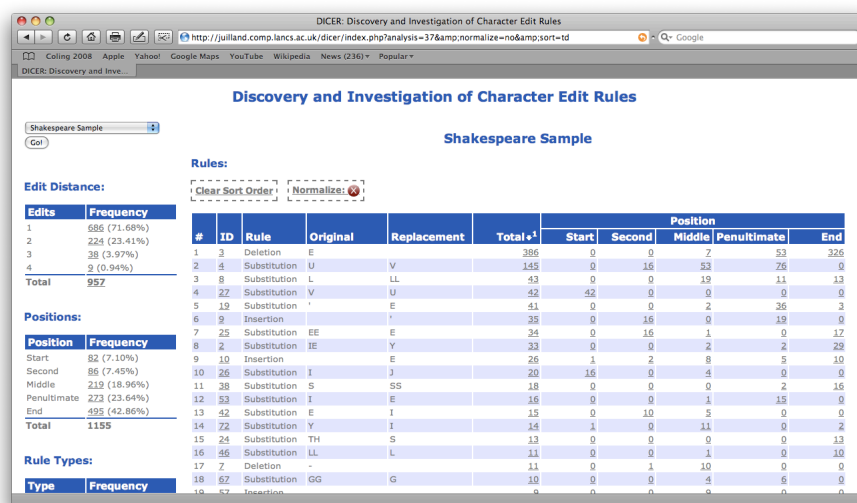 DICER: Discovery and Investigation of Character Edit Rules
http://juilland.comp.lancs.ac.uk/dicer/index.php?analysis=37&amp;normalize=no&amp;sort=td
Google
Coling 2008 Apple Yahoo! Google Maps YouTube Wikipedia News (236) Popular
DICER: Discovery and Inve...
Discovery and Investigation of Character Edit Rules
Shakespeare Sample
Go!
Edit Distance:
Edits Frequency
1 686 (71.68%)
2 224 (23.41%)
3 38 (3.97%)
4 9 (0.94%)
Total 957
Positions:
Position Frequency
Start 82 (7.10%)
Second 86 (7.45%)
Middle 219 (18.96%)
Penultimate 273 (23.64%)
End 495 (42.86%)
Total 1155
Rule Types:
Type Frequency
Shakespeare Sample
Rules:
Clear Sort Order Normalize:
Position
# ID Rule Original Replacement Total 1 Start Second Middle Penultimate End
1 3 Deletion E 386 0 0 7 53 326
2 4 Substitution U V 145 0 16 53 76 0
3 8 Substitution L LL 43 0 0 19 11 13
4 27 Substitution V U 42 42 0 0 0 0
5 19 Substitution ' E 41 0 0 2 36 3
6 9 Insertion ' 35 0 16 0 19 0
7 25 Substitution EE E 34 0 16 1 0 17
8 2 Substitution IE Y 33 0 0 2 2 29
9 10 Insertion E 26 1 2 8 5 10
10 26 Substitution I J 20 16 0 4 0 0
11 38 Substitution S SS 18 0 0 0 2 16
12 53 Substitution I E 16 0 0 1 15 0
13 42 Substitution E I 15 0 10 5 0 0
14 72 Substitution Y I 14 1 0 11 0 2
15 24 Substitution TH S 13 0 0 0 0 13
16 46 Substitution LL L 11 0 0 1 0 10
17 7 Deletion - 11 0 1 10 0 0
18 67 Substitution GG G 10 0 0 4 6 0
19 57 Insertion 9 0 0 9 0 0